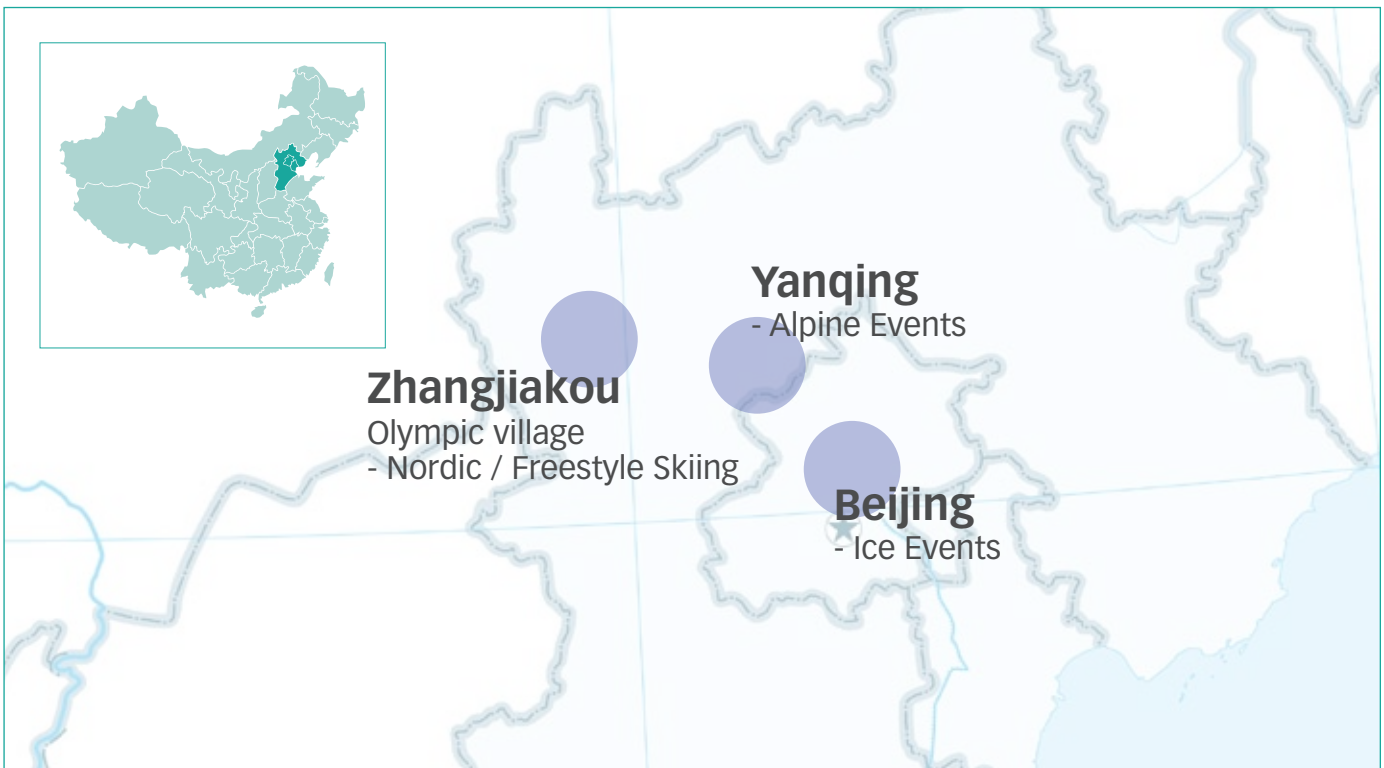 Yanqing
- Alpine Events
Zhangjiakou
Olympic village
- Nordic / Freestyle Skiing
Beijing
- Ice Events